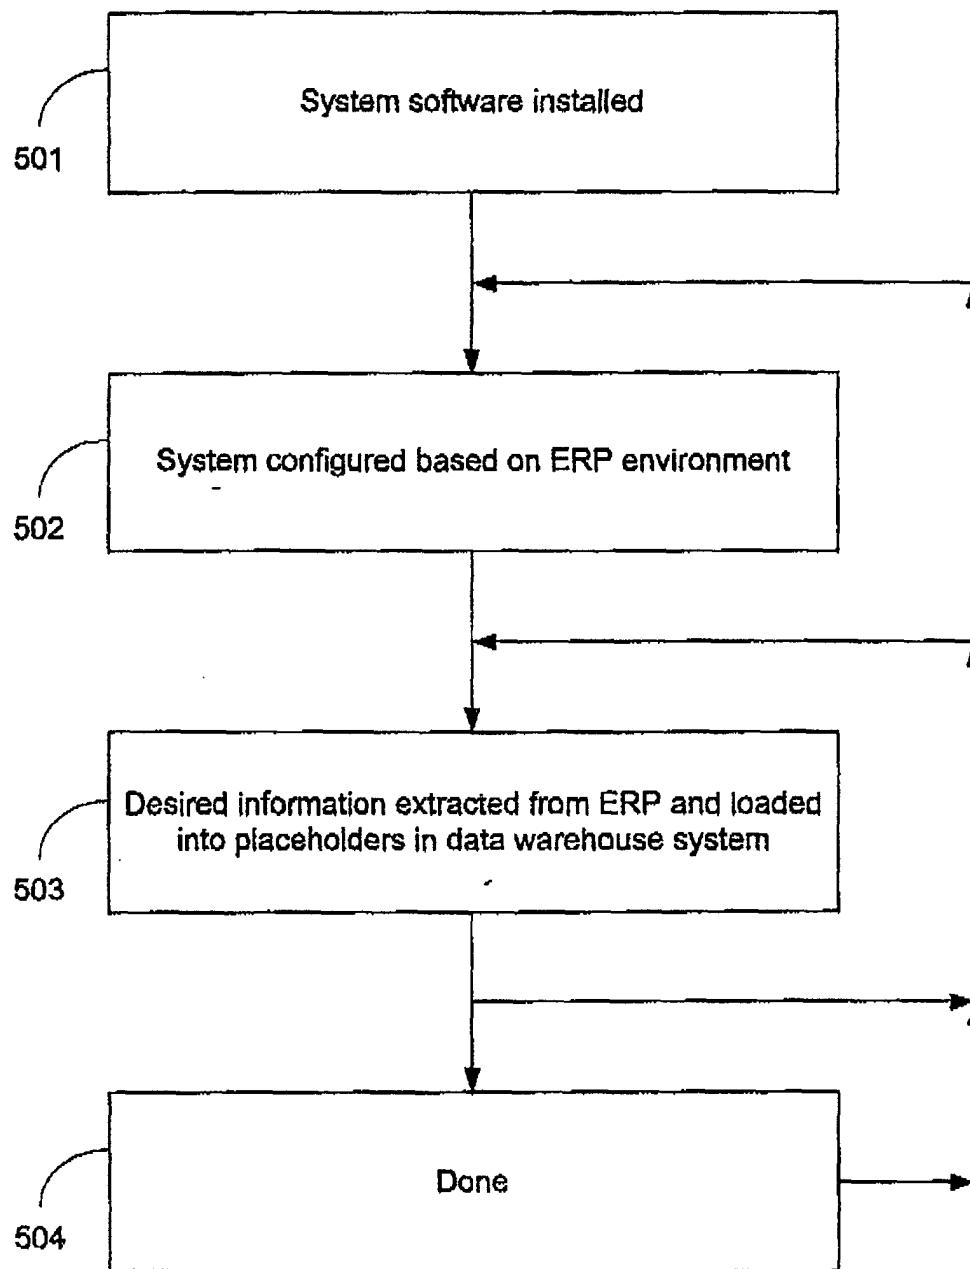 System software installed
501
System configured based on ERP environment
502
Desired information extracted from ERP and loaded
into placeholders in data warehouse system
503
Done
504